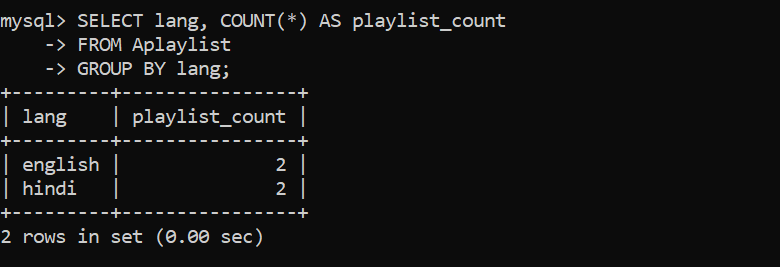 mysql> SELECT lang, COUNT(*) AS playlist_count
    -> FROM Aplaylist
    -> GROUP BY lang;
+---------+----------------+
| lang    | playlist_count |
+---------+----------------+
| english |              2 |
| hindi   |              2 |
+---------+----------------+
2 rows in set (0.00 sec)